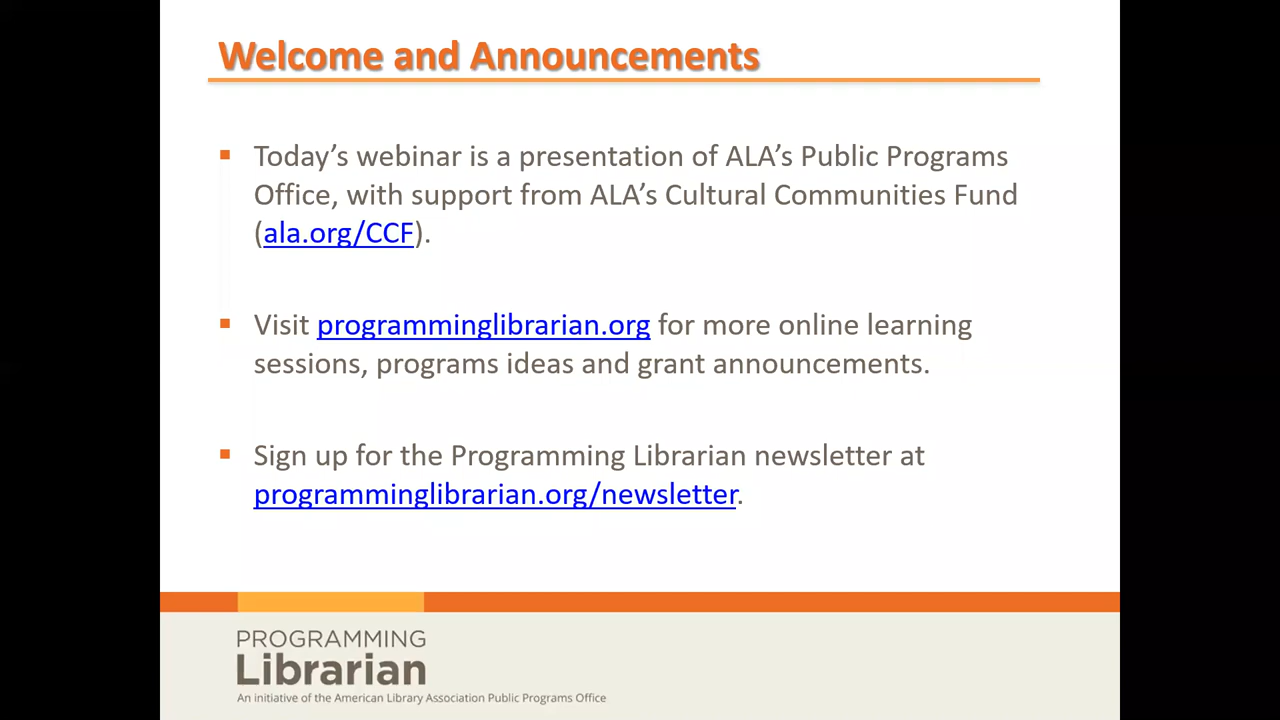 Welcome and Announcements
Today’s webinar is a presentation of ALA’s Public Programs
Office, with support from ALA’s Cultural Communities Fund
(ala.org/CCF).
Visit programminglibrarian.org for more online learning
sessions, programs ideas and grant announcements.
Sign up for the Programming Librarian newsletter at
programminglibrarian.org/newsletter.
PROGRAMMING
Librarian
An initiative of the American Library Association Public Programs Office